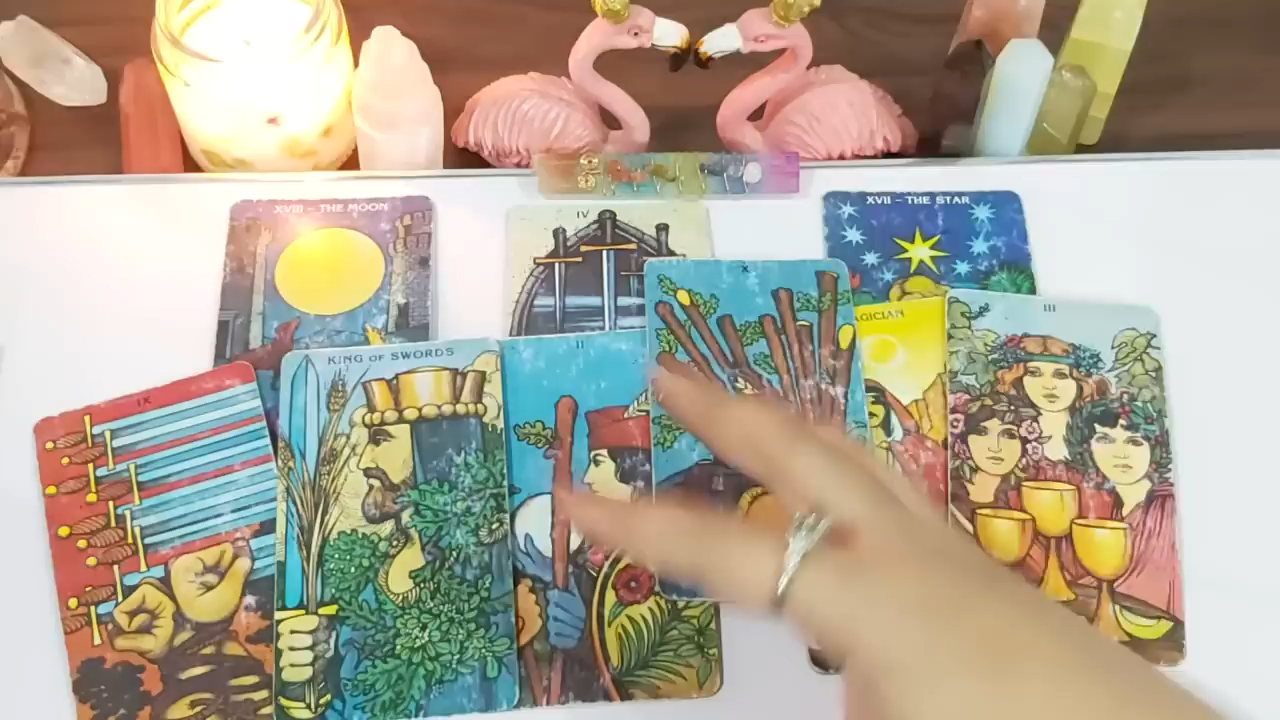 XVIII – THE MOON
IV
XVII – THE STAR
X
AGICIAN
III
KING OF SWORDS
II
IX